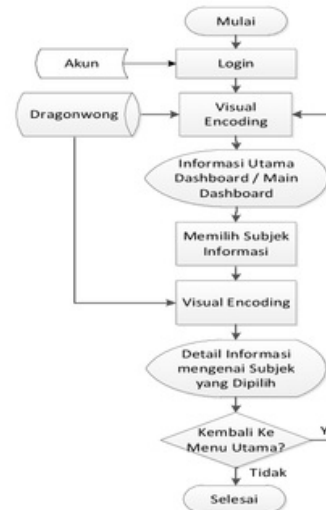 Mulai
Akun
Login
Dragonwong
Visual
Encoding
Informasi Utama
Dashboard / Main
Dashboard
Memilih Subjek
Informasi
Visual Encoding
Detail Informasi
mengenai Subjek
yang Dipilih
Kembali Ke
Menu Utama?
Y
Tidak
Selesai